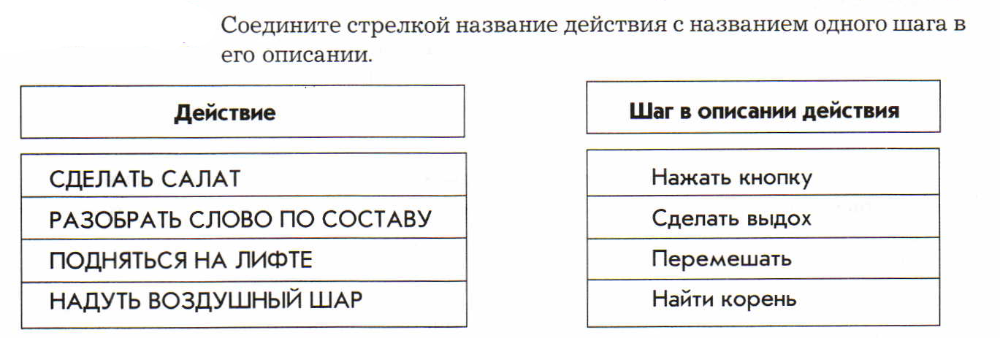 Соедините стрелкой название действия с названием одного шага в
его описании.
Действие
Шаг в описании действия
СДЕЛАТЬ САЛАТ
Нажать кнопку
РАЗОБРАТЬ СЛОВО ПО СОСТАВУ
Сделать выдох
ПОДНЯТЬСЯ НА ЛИФТЕ
Перемешать
НАДУТЬ ВОЗДУШНЫЙ ШАР
Найти корень